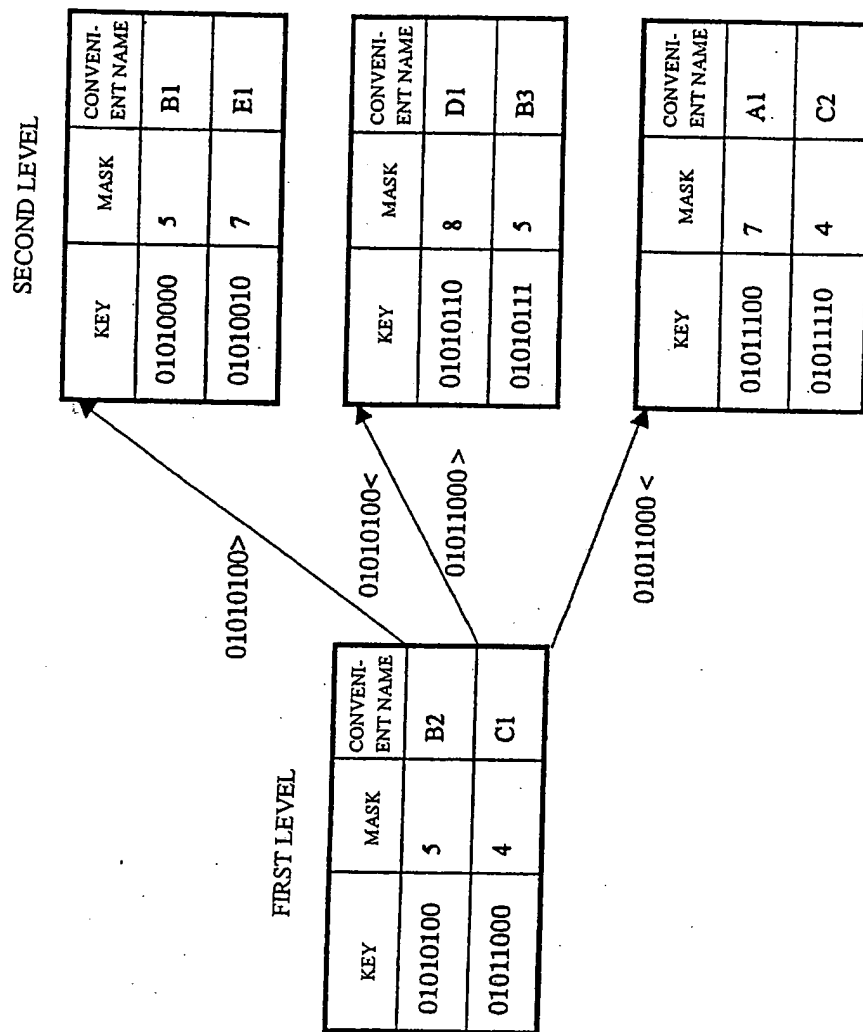 SECOND LEVEL
KEY MASK CONVENI-
ENT NAME
01010000 5 B1
01010010 7 E1
KEY MASK CONVENI-
ENT NAME
01010110 8 D1
01010111 5 B3
KEY MASK CONVENI-
ENT NAME
01011100 7 A1
01011110 4 C2
01010100>
01010100<
01011000>
01011000<
FIRST LEVEL
KEY MASK CONVENI-
ENT NAME
01010100 5 B2
01011000 4 C1